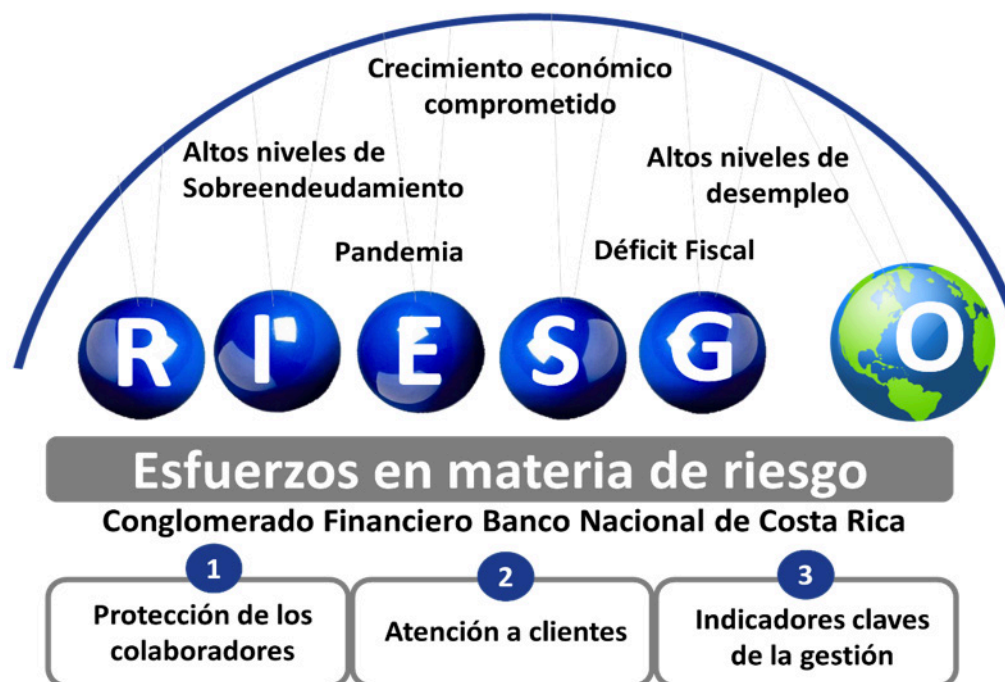 Crecimiento económico
comprometido
Altos niveles de
Sobreendeudamiento
Altos niveles de
desempleo
Pandemia
Déficit Fiscal
R I E S G O
Esfuerzos en materia de riesgo
Conglomerado Financiero Banco Nacional de Costa Rica
1
Protección de los
colaboradores
2
Atención a clientes
3
Indicadores claves
de la gestión